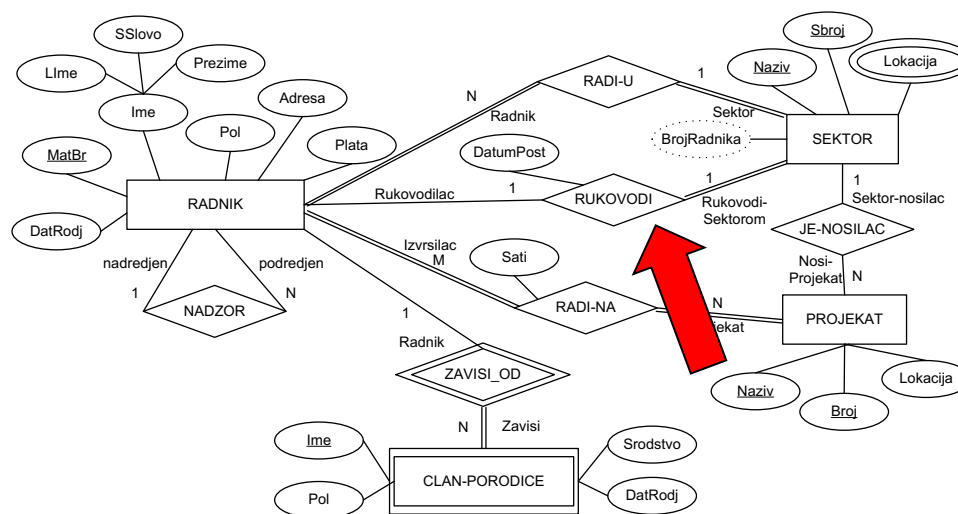 SSlovo
LIme
Prezime
Ime
Adresa
Pol
MatBr
Plata
RADNIK
DatRodj
nadredjen
podredjen
1
N
NADZOR
N
Radnik
RADI-U
1
Sektor
Sbroj
Naziv
Lokacija
BrojRadnika
SEKTOR
DatumPost
Rukovodilac
1
RUKOVODI
1
Rukovodi-
Sektorom
1
Sektor-nosilac
JE-NOSILAC
Nosi-
Projekat
N
Izvrsilac
M
Sati
RADI-NA
N
PROJEKAT
Naziv
Broj
Lokacija
1
Radnik
ZAVISI_OD
N
Zavisi
Ime
Pol
CLAN-PORODICE
Srodstvo
DatRodj